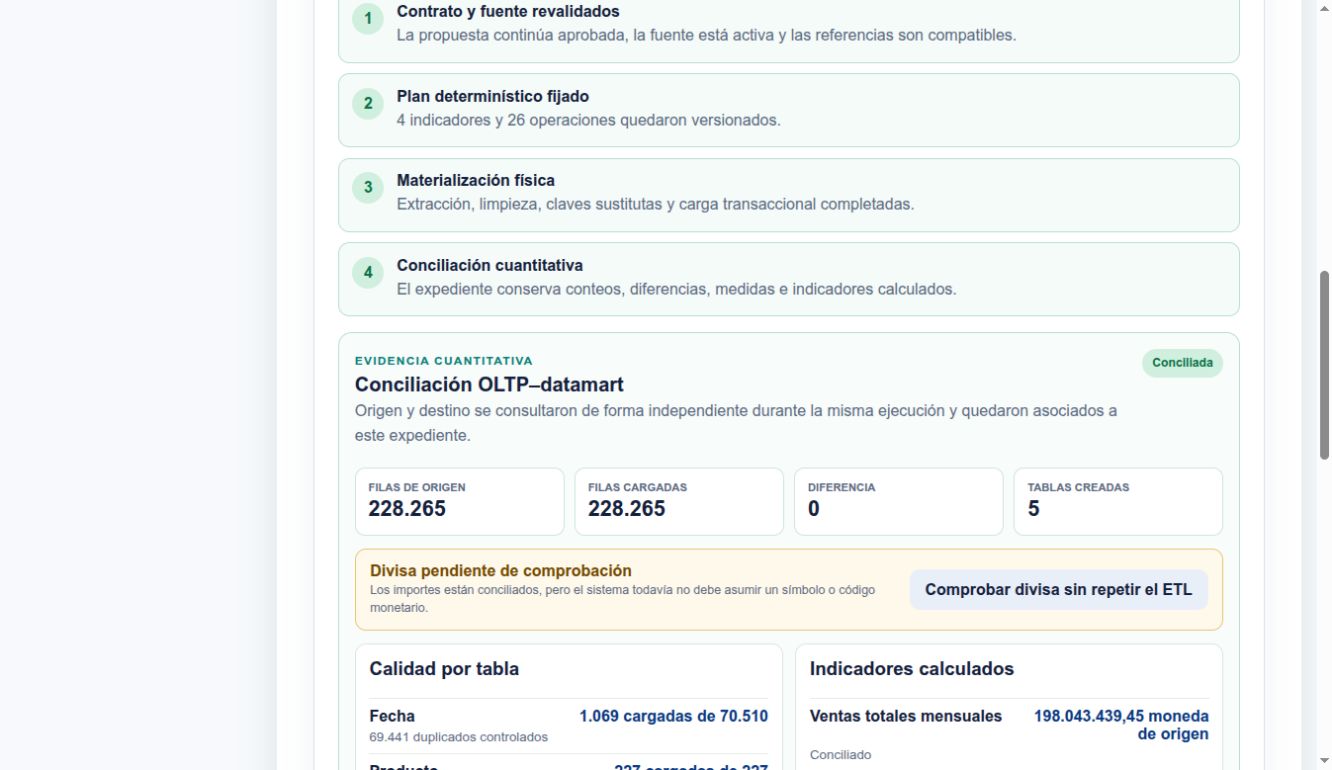 1
Contrato y fuente revalidados
La propuesta continúa aprobada, la fuente está activa y las referencias son compatibles.
2
Plan determinístico fijado
4 indicadores y 26 operaciones quedaron versionados.
3
Materialización física
Extracción, limpieza, claves sustitutas y carga transaccional completadas.
4
Conciliación cuantitativa
El expediente conserva conteos, diferencias, medidas e indicadores calculados.
EVIDENCIA CUANTITATIVA
Conciliada
Conciliación OLTP–datamart
Origen y destino se consultaron de forma independiente durante la misma ejecución y quedaron asociados a
este expediente.
FILAS DE ORIGEN
228.265
FILAS CARGADAS
228.265
DIFERENCIA
0
TABLAS CREADAS
5
Divisa pendiente de comprobación
Los importes están conciliados, pero el sistema todavía no debe asumir un símbolo o código
monetario.
Comprobar divisa sin repetir el ETL
Calidad por tabla
Fecha
1.069 cargadas de 70.510
69.441 duplicados controlados
Producto
237 cargadas de 237
Indicadores calculados
Ventas totales mensuales
198.043.439,45 moneda
de origen
Conciliado